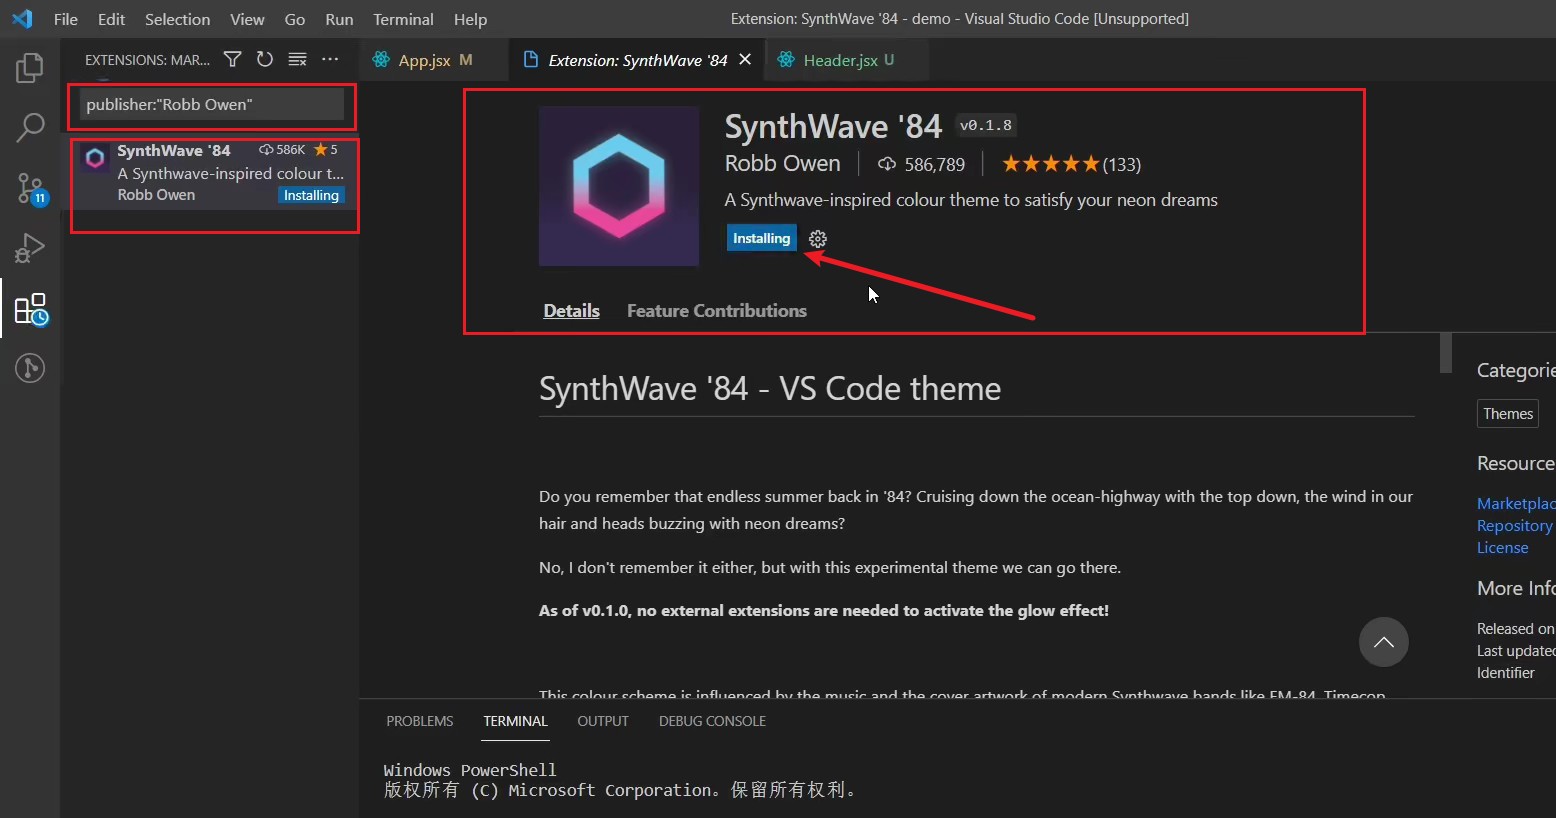 File Edit Selection View Go Run Terminal Help
Extension: SynthWave '84 - demo - Visual Studio Code [Unsupported]
EXTENSIONS: MAR...
App.jsx M
Extension: SynthWave '84
Header.jsx U
publisher:"Robb Owen"
SynthWave '84 586K 5
A Synthwave-inspired colour t...
Robb Owen Installing
11
SynthWave '84 v0.1.8
Robb Owen 586,789 (133)
A Synthwave-inspired colour theme to satisfy your neon dreams
Installing
Details Feature Contributions
SynthWave '84 - VS Code theme
Do you remember that endless summer back in '84? Cruising down the ocean-highway with the top down, the wind in our
hair and heads buzzing with neon dreams?
No, I don't remember it either, but with this experimental theme we can go there.
As of v0.1.0, no external extensions are needed to activate the glow effect!
This colour scheme is influenced by the music and the cover artwork of modern Synthwave bands like FM-84, Timecop
Categorie
Themes
Resource
Marketplac
Repository
License
More Info
Released on
Last updated
Identifier
PROBLEMS TERMINAL OUTPUT DEBUG CONSOLE
Windows PowerShell
版权所有 (C) Microsoft Corporation。保留所有权利。